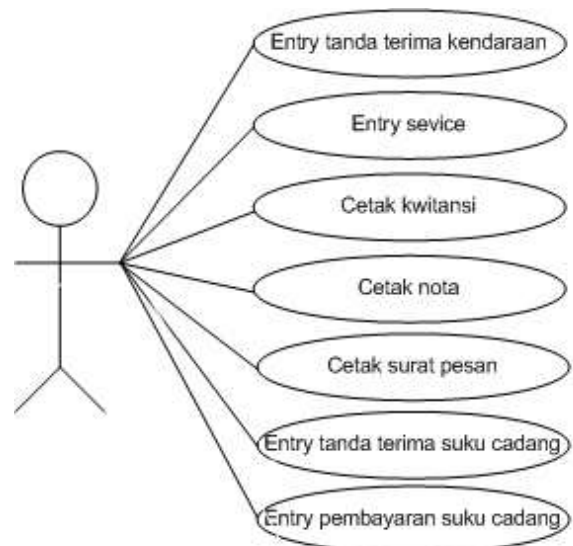 Entry tanda terima kendaraan
Entry sevice
Cetak kwitansi
Cetak nota
Cetak surat pesan
Entry tanda terima suku cadang
Entry pembayaran suku cadang